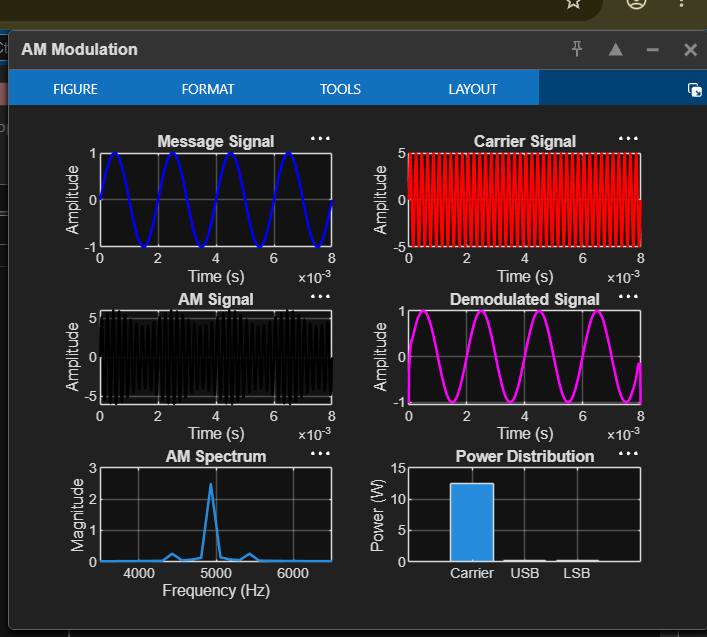 AM Modulation
FIGURE FORMAT TOOLS LAYOUT
Message Signal
Amplitude
1
0
-1
0 2 4 6 8
Time (s) ×10⁻³
Carrier Signal
Amplitude
5
0
-5
0 2 4 6 8
Time (s) ×10⁻³
AM Signal
Amplitude
5
0
-5
0 2 4 6 8
Time (s) ×10⁻³
Demodulated Signal
Amplitude
1
0
-1
0 2 4 6 8
Time (s) ×10⁻³
AM Spectrum
Magnitude
3
2
1
0
4000 5000 6000
Frequency (Hz)
Power Distribution
Power (W)
15
10
5
0
Carrier USB LSB